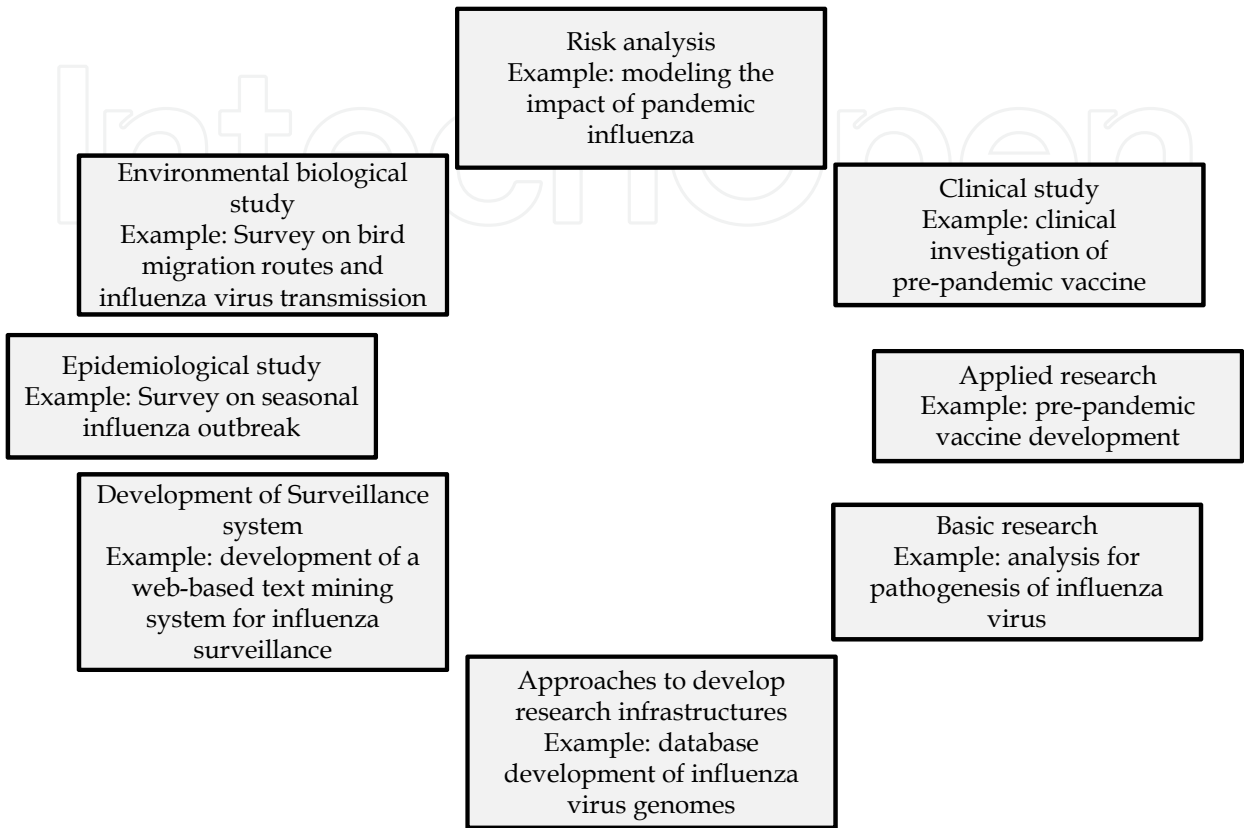 IntechOpen
Risk analysis
Example: modeling the
impact of pandemic
influenza
Environmental biological
study
Example: Survey on bird
migration routes and
influenza virus transmission
Clinical study
Example: clinical
investigation of
pre-pandemic vaccine
Epidemiological study
Example: Survey on seasonal
influenza outbreak
Applied research
Example: pre-pandemic
vaccine development
Development of Surveillance
system
Example: development of a
web-based text mining
system for influenza
surveillance
Basic research
Example: analysis for
pathogenesis of influenza
virus
Approaches to develop
research infrastructures
Example: database
development of influenza
virus genomes